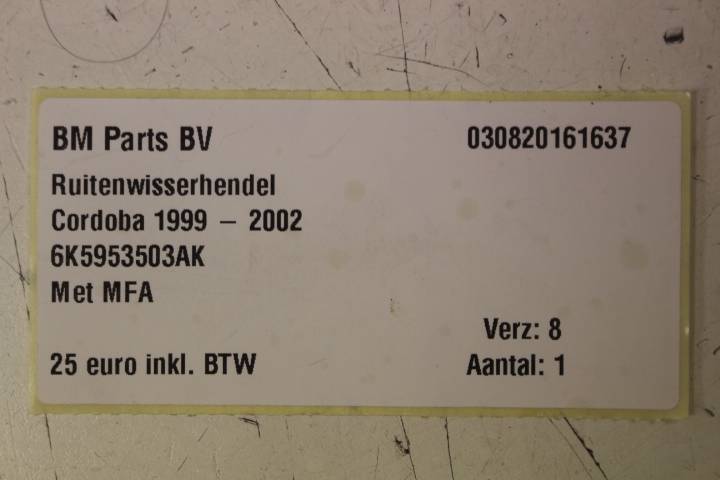 BM Parts BV 030820161637
Ruitenwisserhendel
Cordoba 1999 – 2002
6K5953503AK
Met MFA
Verz: 8
25 euro inkl. BTW Aantal: 1